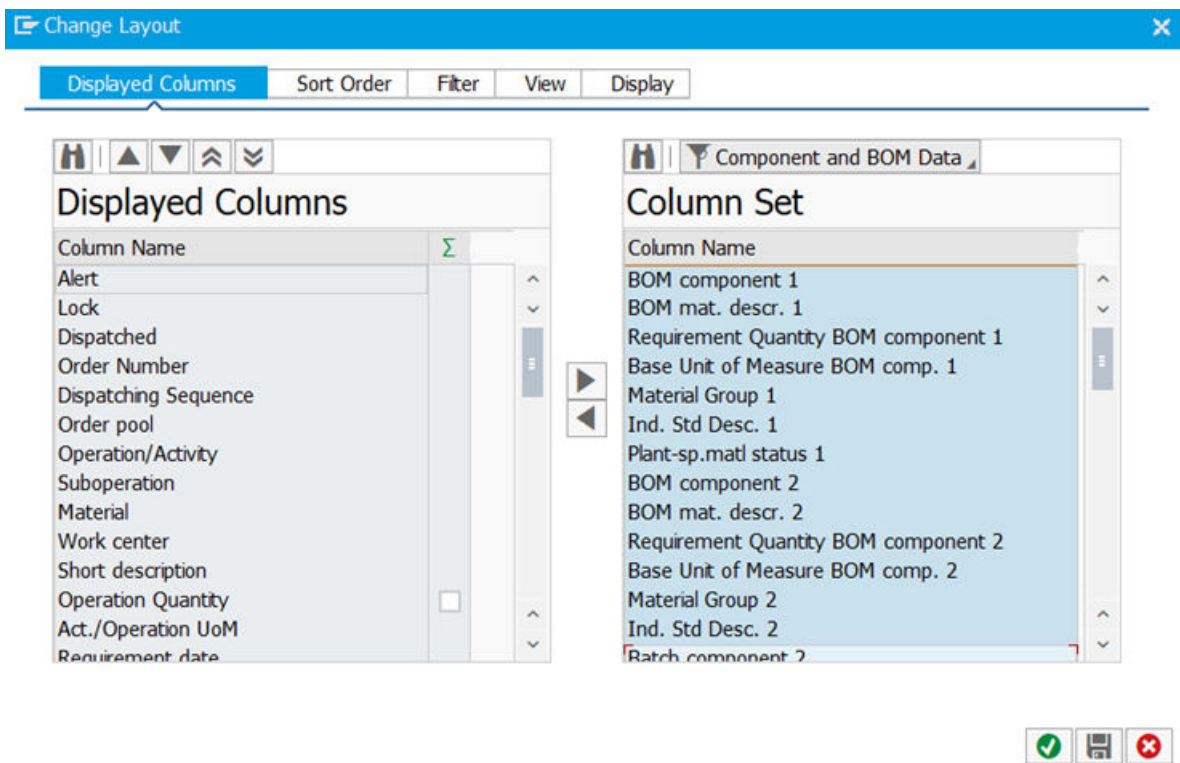 Change Layout
Displayed Columns Sort Order Filter View Display
Displayed Columns
Column Name Σ
Alert
Lock
Dispatched
Order Number
Dispatching Sequence
Order pool
Operation/Activity
Suboperation
Material
Work center
Short description
Operation Quantity
Act./Operation UoM
Requirement date
Component and BOM Data
Column Set
Column Name
BOM component 1
BOM mat. descr. 1
Requirement Quantity BOM component 1
Base Unit of Measure BOM comp. 1
Material Group 1
Ind. Std Desc. 1
Plant-sp.matl status 1
BOM component 2
BOM mat. descr. 2
Requirement Quantity BOM component 2
Base Unit of Measure BOM comp. 2
Material Group 2
Ind. Std Desc. 2
Batch component 2